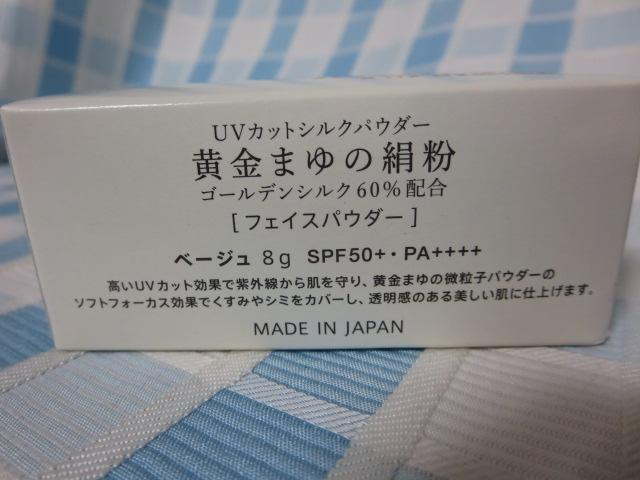 UVカットシルクパウダー
黄金まゆの絹粉
ゴールデンシルク60%配合
[フェイスパウダー]
ベージュ 8g SPF50+・PA++++
高いUVカット効果で紫外線から肌を守り、黄金まゆの微粒子パウダーの
ソフトフォーカス効果でくすみやシミをカバーし、透明感のある美しい肌に仕上げます。
MADE IN JAPAN